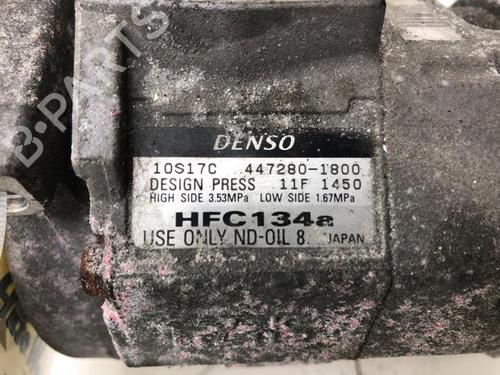 B-PARTS
DENSO
10S17C 447280-1800
DESIGN PRESS 11F 1450
HIGH SIDE 3.53MPa LOW SIDE 1.67MPa
HFC134a
USE ONLY ND-OIL 8. JAPAN